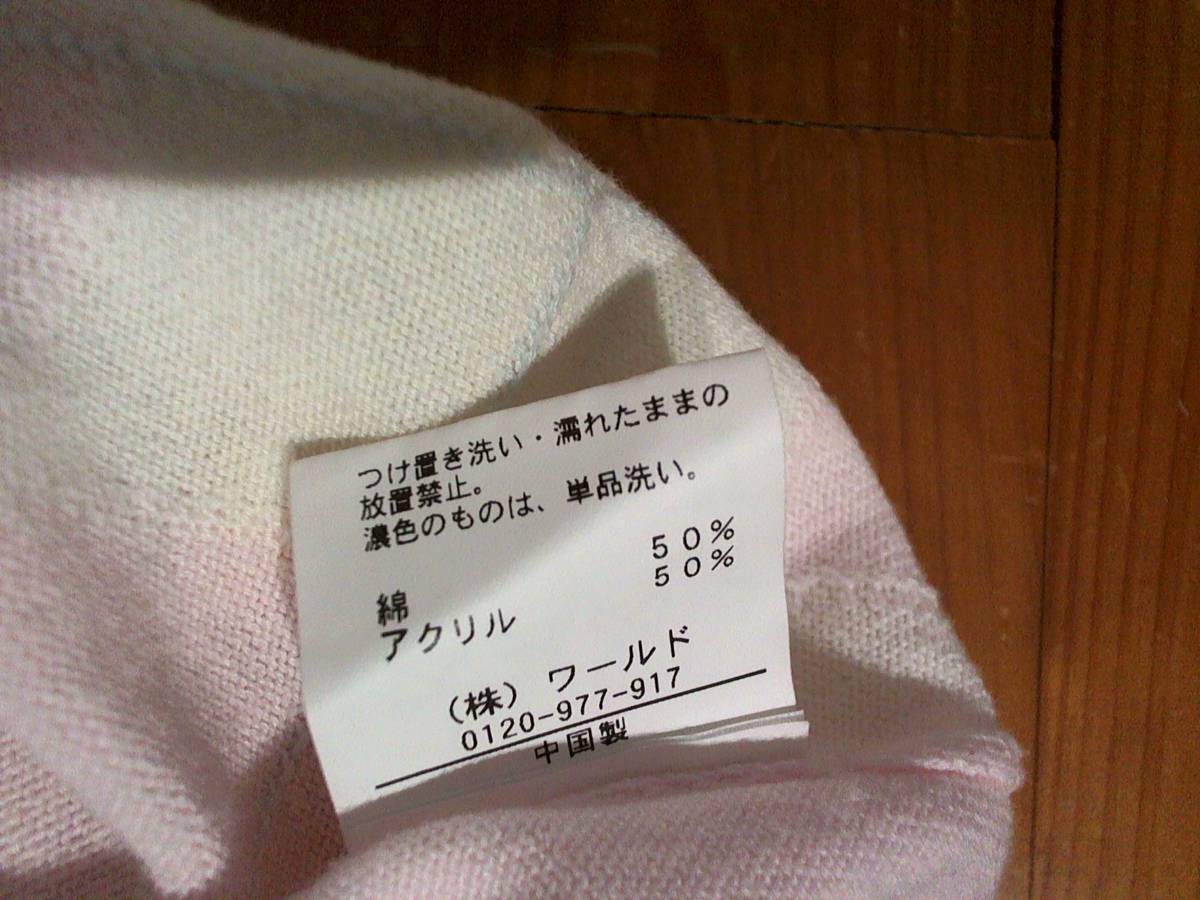 つけ置き洗い・濡れたままの
放置禁止。
濃色のものは、単品洗い。
綿 50%
アクリル 50%
(株) ワールド
0120-977-917
中国製